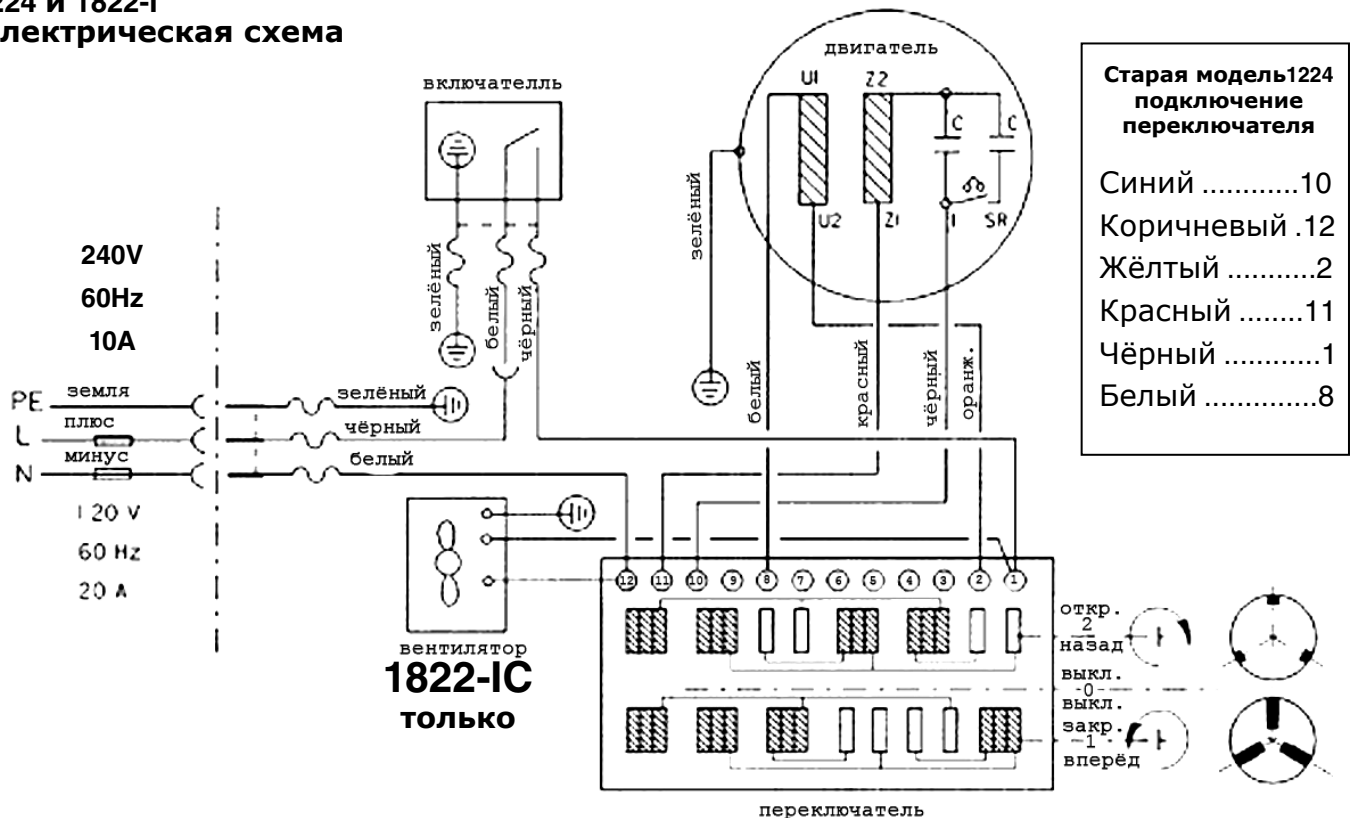 224 и 1822-I
лектрическая схема
включателль
двигатель
U1
Z2
C
C
U2
Z1
1
SR
зелёный
зелёный
белый
чёрный
240V
60Hz
10A
PE
земля
зелёный
L
плюс
чёрный
N
минус
белый
120 V
60 Hz
20 A
белый
красный
чёрный
оранж.
Старая модель1224
подключение
переключателя
Синий ............10
Коричневый .12
Жёлтый ...........2
Красный ........11
Чёрный ............1
Белый ..............8
вентилятор
1822-IC
только
12 11 10 9 8 7 6 5 4 3 2 1
откр.
2
назад
выкл.
0
выкл.
закр.
1
вперёд
переключатель